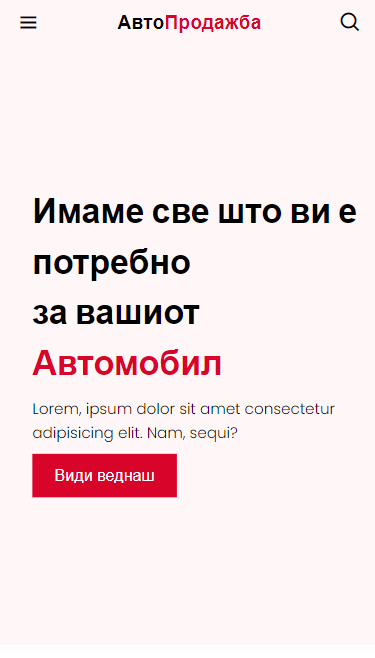 АвтоПродажба
Имаме све што ви е
потребно
за вашиот
Автомобил
Lorem, ipsum dolor sit amet consectetur
adipisicing elit. Nam, sequi?
Види веднаш